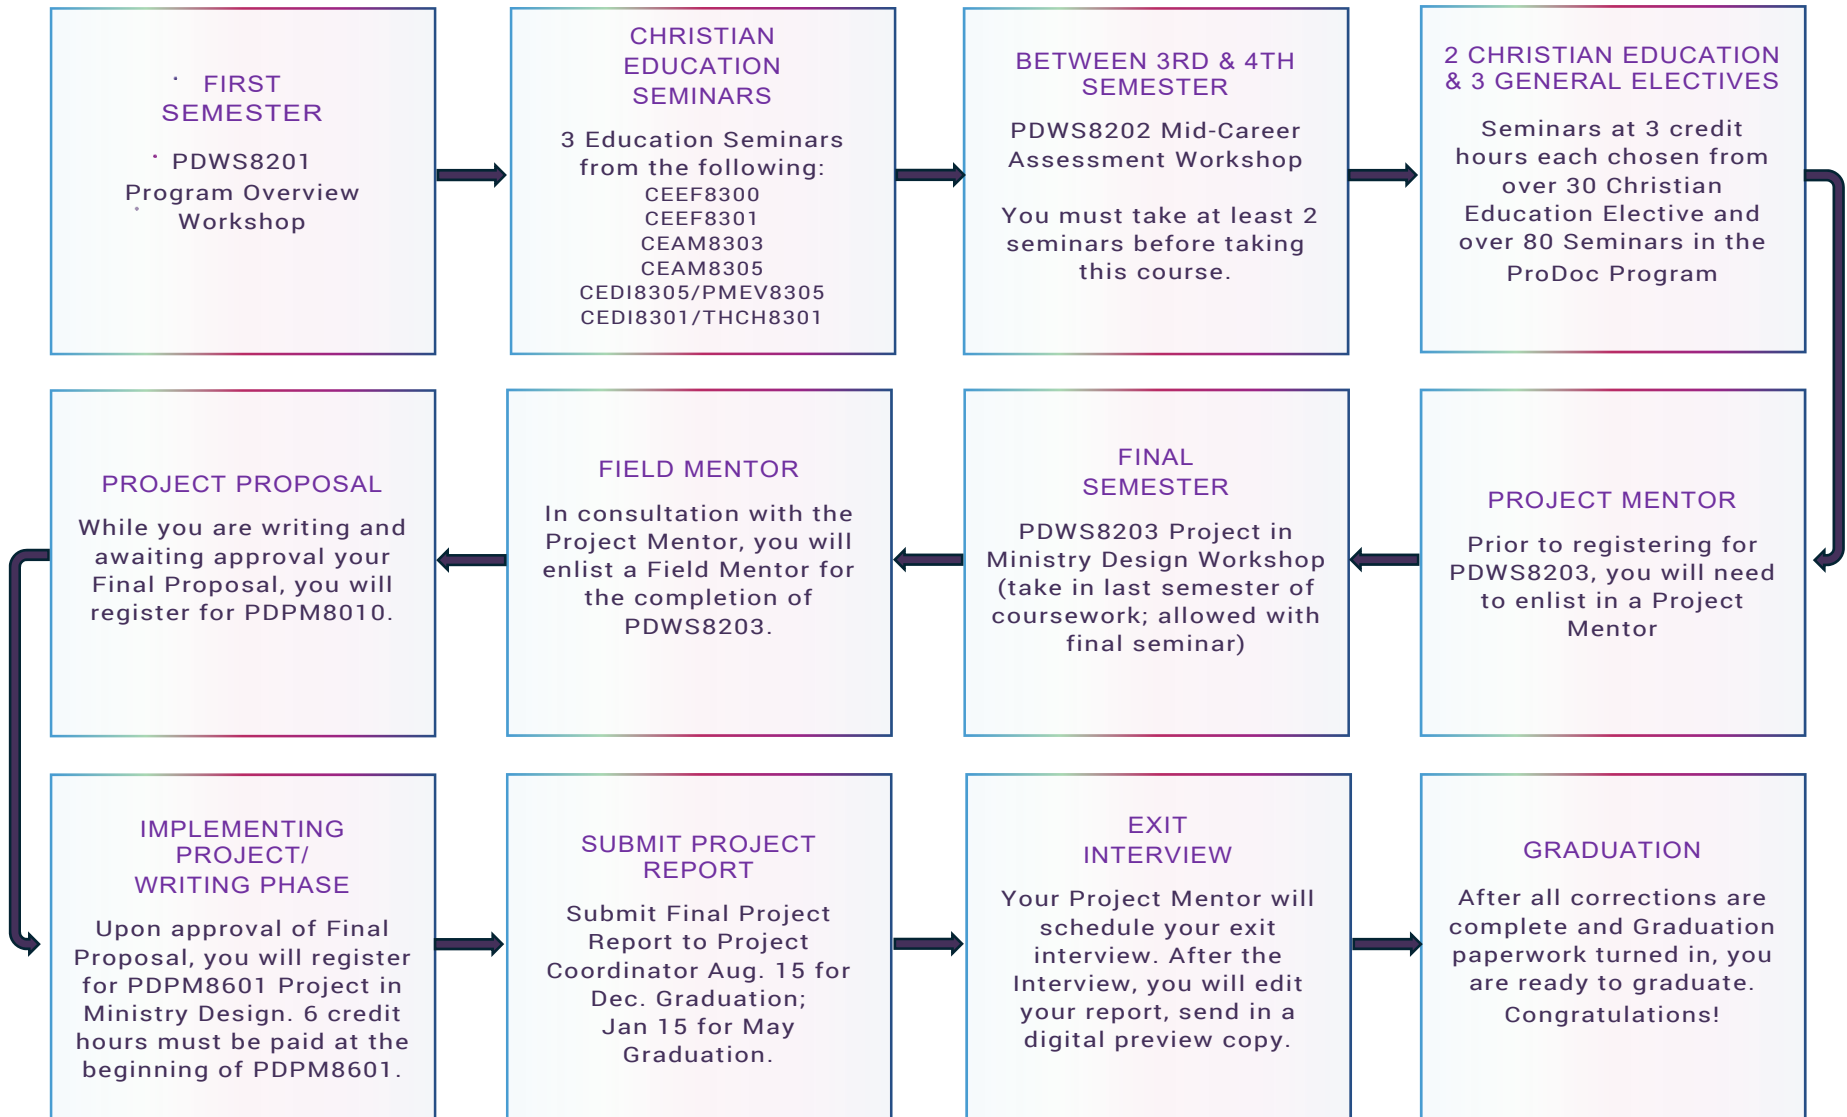 FIRST
SEMESTER
PDWS8201
Program Overview
Workshop
CHRISTIAN
EDUCATION
SEMINARS
3 Education Seminars
from the following:
CEEF8300
CEEF8301
CEAM8303
CEAM8305
CEDI8305/PMEV8305
CEDI8301/THCH8301
BETWEEN 3RD & 4TH
SEMESTER
PDWS8202 Mid-Career
Assessment Workshop
You must take at least 2
seminars before taking
this course.
2 CHRISTIAN EDUCATION
& 3 GENERAL ELECTIVES
Seminars at 3 credit
hours each chosen from
over 30 Christian
Education Elective and
over 80 Seminars in the
ProDoc Program
PROJECT MENTOR
Prior to registering for
PDWS8203, you will need
to enlist in a Project
Mentor
FINAL
SEMESTER
PDWS8203 Project in
Ministry Design Workshop
(take in last semester of
coursework; allowed with
final seminar)
FIELD MENTOR
In consultation with the
Project Mentor, you will
enlist a Field Mentor for
the completion of
PDWS8203.
PROJECT PROPOSAL
While you are writing and
awaiting approval your
Final Proposal, you will
register for PDPM8010.
IMPLEMENTING
PROJECT/
WRITING PHASE
Upon approval of Final
Proposal, you will register
for PDPM8601 Project in
Ministry Design. 6 credit
hours must be paid at the
beginning of PDPM8601.
SUBMIT PROJECT
REPORT
Submit Final Project
Report to Project
Coordinator Aug. 15 for
Dec. Graduation;
Jan 15 for May
Graduation.
EXIT
INTERVIEW
Your Project Mentor will
schedule your exit
interview. After the
Interview, you will edit
your report, send in a
digital preview copy.
GRADUATION
After all corrections are
complete and Graduation
paperwork turned in, you
are ready to graduate.
Congratulations!